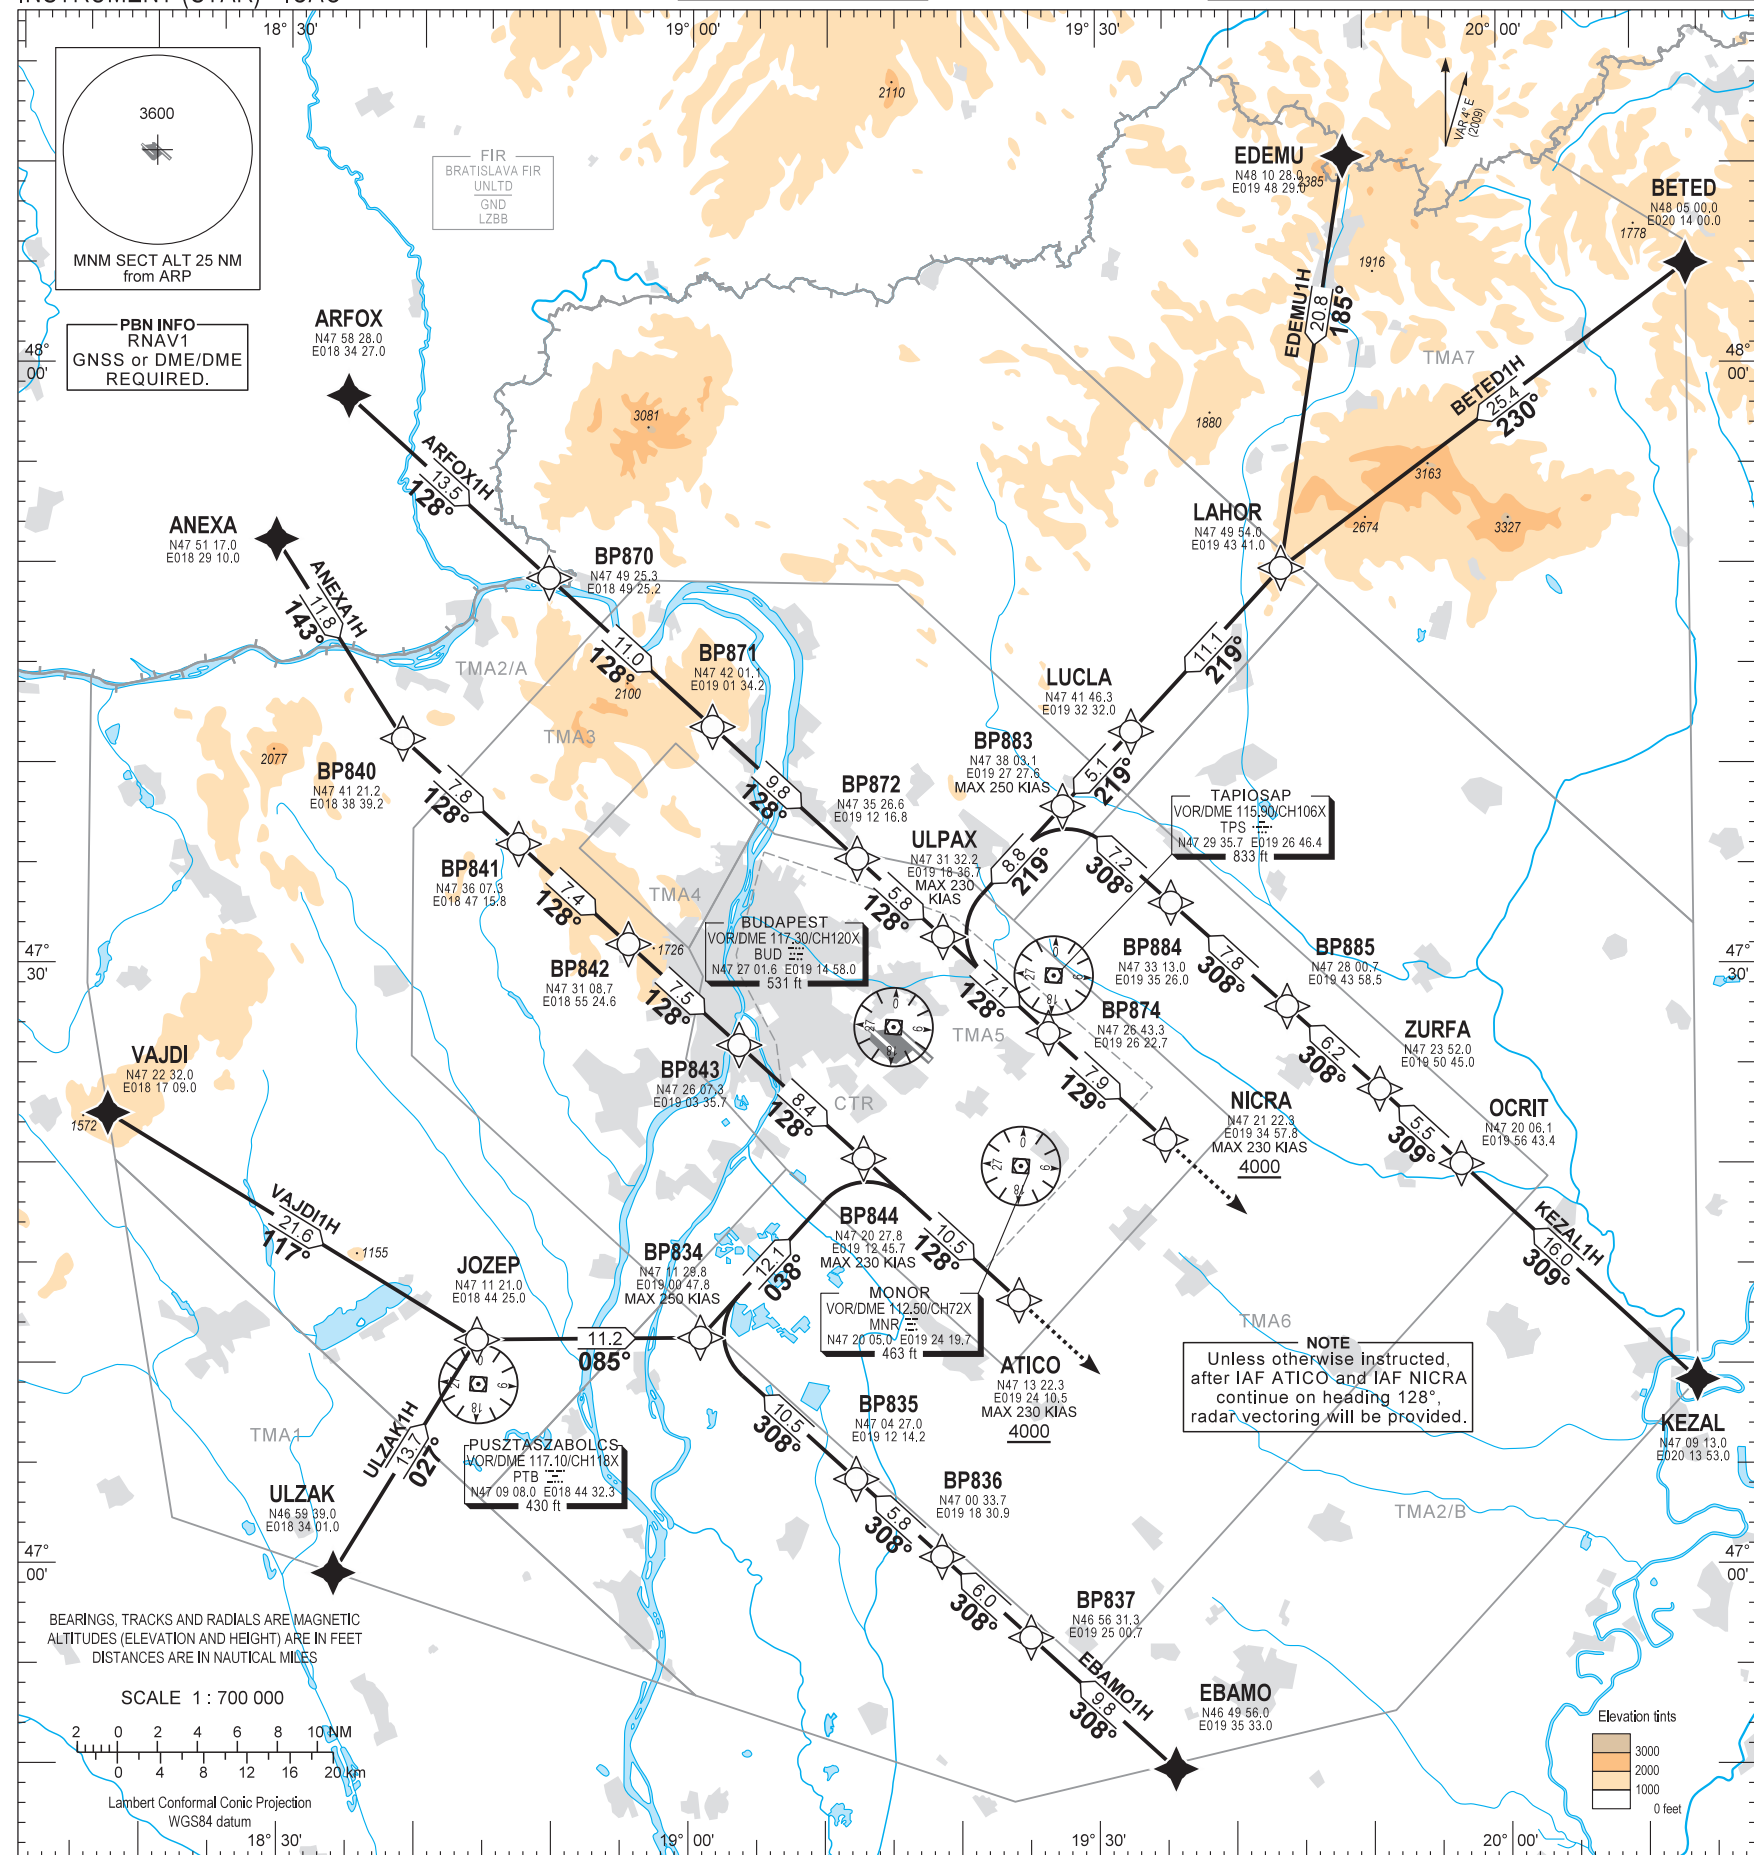 18° 30'
19° 00'
19° 30'
20° 00'
3600
MNM SECT ALT 25 NM
from ARP
PBN INFO
RNAV1
GNSS or DME/DME
REQUIRED.
FIR
BRATISLAVA FIR
UNLTD
GND
LZBB
2110
VAR 4° E
(2009)
EDEMU
N48 10 28.0
E019 48 29.0
2385
BETED
N48 05 00.0
E020 14 00.0
1778
1916
ARFOX
N47 58 28.0
E018 34 27.0
48°
00'
48°
00'
EDEMU1H
20.8
185°
TMA7
BETED1H
25.4
230°
3081
1880
3163
2674
3327
ARFOX1H
13.5
128°
ANEXA
N47 51 17.0
E018 29 10.0
ANEXA1H
11.8
143°
LAHOR
N47 49 54.0
E019 43 41.0
BP870
N47 49 25.3
E018 49 25.2
11.0
128°
2100
TMA2/A
TMA3
BP871
N47 42 01.1
E019 01 34.2
11.1
219°
LUCLA
N47 41 46.3
E019 32 32.0
2077
BP840
N47 41 21.2
E018 38 39.2
7.8
128°
9.8
128°
BP883
N47 38 03.1
E019 27 27.6
MAX 250 KIAS
5.1
219°
BP872
N47 35 26.6
E019 12 16.8
TAPIOSAP
VOR/DME 115.90/CH106X
TPS
N47 29 35.7 E019 26 46.4
833 ft
ULPAX
N47 31 32.2
E019 18 36.7
MAX 230
KIAS
8.8
219°
7.2
308°
BP841
N47 36 07.3
E018 47 15.8
7.4
128°
TMA4
5.8
128°
BUDAPEST
VOR/DME 117.30/CH120X
BUD
N47 27 01.6 E019 14 58.0
531 ft
1726
BP842
N47 31 08.7
E018 55 24.6
7.5
128°
47°
30'
47°
30'
BP884
N47 33 13.0
E019 35 26.0
7.8
308°
BP885
N47 28 00.7
E019 43 58.5
7.1
128°
BP874
N47 26 43.3
E019 26 22.7
TMA5
VAJDI
N47 22 32.0
E018 17 09.0
1572
BP843
N47 26 07.3
E019 03 35.7
8.4
128°
CTR
7.9
129°
6.2
308°
ZURFA
N47 23 52.0
E019 50 45.0
NICRA
N47 21 22.3
E019 34 57.8
MAX 230 KIAS
4000
5.5
309°
OCRIT
N47 20 06.1
E019 56 43.4
VAJDI1H
21.6
117°
1155
JOZEP
N47 11 21.0
E018 44 25.0
BP834
N47 11 29.8
E019 00 47.8
MAX 250 KIAS
12.1
038°
BP844
N47 20 27.8
E019 12 45.7
MAX 230 KIAS
10.5
128°
KEZAL1H
16.0
309°
MONOR
VOR/DME 112.50/CH72X
MNR
N47 20 05.0 E019 24 19.7
463 ft
11.2
085°
TMA6
NOTE
Unless otherwise instructed,
after IAF ATICO and IAF NICRA
continue on heading 128°,
radar vectoring will be provided.
ATICO
N47 13 22.3
E019 24 10.5
MAX 230 KIAS
4000
KEZAL
N47 09 13.0
E020 13 53.0
TMA1
ULZAK1H
13.7
027°
PUSZTASZABOLCS
VOR/DME 117.10/CH118X
PTB
N47 09 08.0 E018 44 32.3
430 ft
10.5
308°
BP835
N47 04 27.0
E019 12 14.2
ULZAK
N46 59 39.0
E018 34 01.0
5.8
308°
BP836
N47 00 33.7
E019 18 30.9
TMA2/B
47°
00'
47°
00'
6.0
308°
BP837
N46 56 31.3
E019 25 00.7
BEARINGS, TRACKS AND RADIALS ARE MAGNETIC
ALTITUDES (ELEVATION AND HEIGHT) ARE IN FEET
DISTANCES ARE IN NAUTICAL MILES
SCALE 1 : 700 000
2 0 2 4 6 8 10 NM
0 4 8 12 16 20 km
Lambert Conformal Conic Projection
WGS84 datum
EBAMO1H
9.8
308°
EBAMO
N46 49 56.0
E019 35 33.0
Elevation tints
3000
2000
1000
0 feet
18° 30'
19° 00'
19° 30'
20° 00'